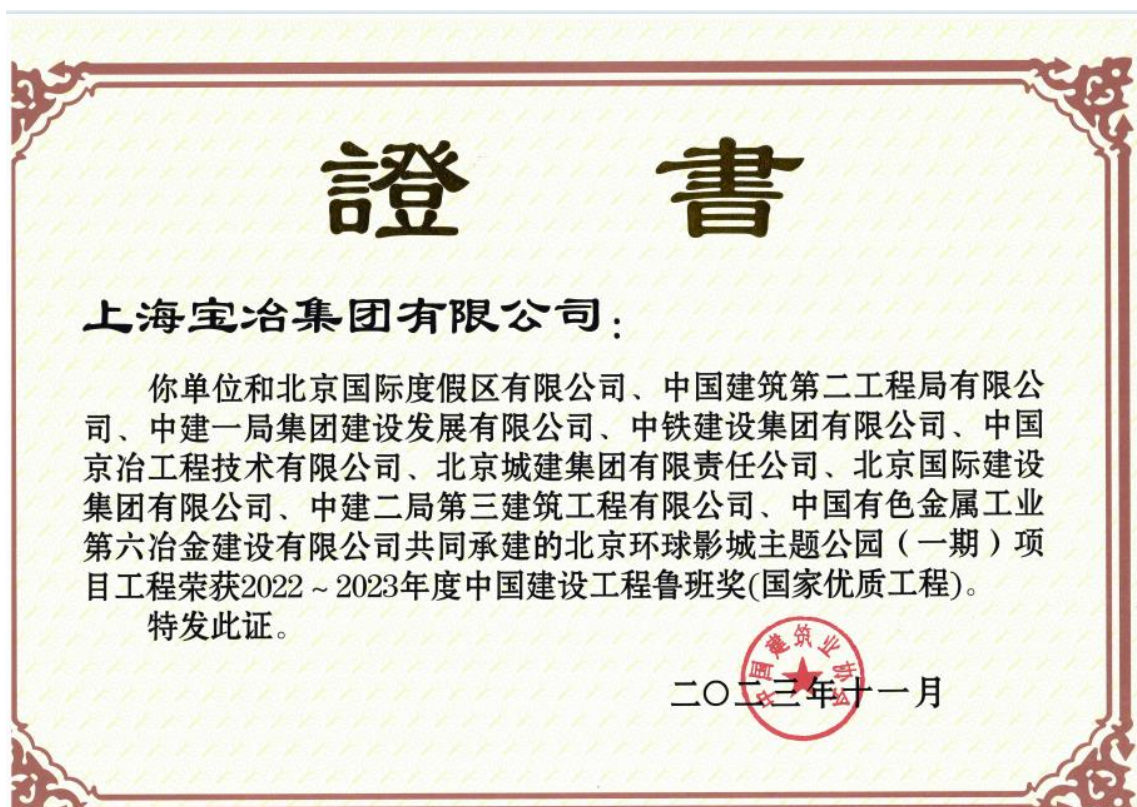 證 書
上海宝冶集团有限公司：
你单位和北京国际度假区有限公司、中国建筑第二工程局有限公
司、中建一局集团建设发展有限公司、中铁建设集团有限公司、中国
京冶工程技术有限公司、北京城建集团有限责任公司、北京国际建设
集团有限公司、中建二局第三建筑工程有限公司、中国有色金属工业
第六冶金建设有限公司共同承建的北京环球影城主题公园（一期）项
目工程荣获2022～2023年度中国建设工程鲁班奖(国家优质工程)。
特发此证。
中国建筑业协会
二〇二三年十一月